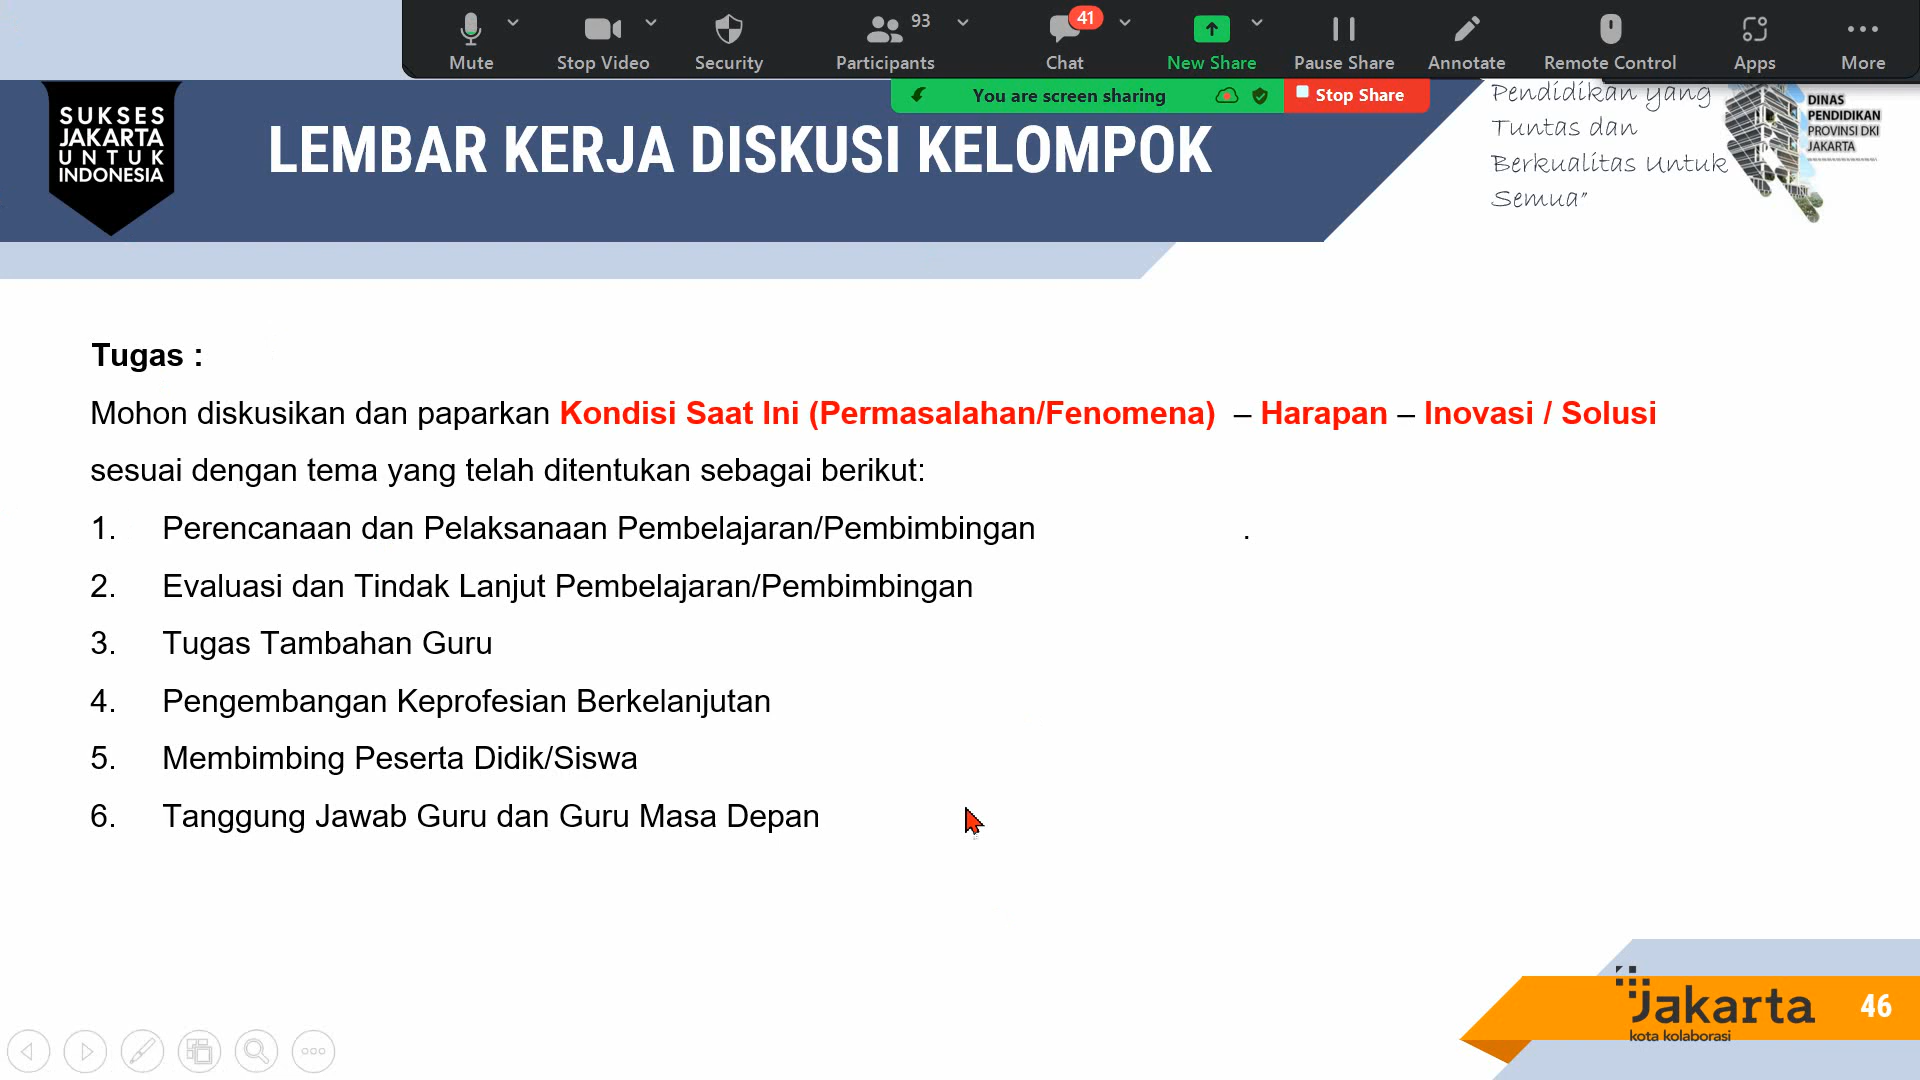 93
41
Mute
Stop Video
Security
Participants
Chat
New Share
Pause Share
Annotate
Remote Control
Apps
More
You are screen sharing
Stop Share
SUKSES
JAKARTA
UNTUK
INDONESIA
LEMBAR KERJA DISKUSI KELOMPOK
Pendidikan yang
Tuntas dan
Berkualitas Untuk
Semua”
DINAS
PENDIDIKAN
PROVINSI DKI
JAKARTA
Tugas :
Mohon diskusikan dan paparkan Kondisi Saat Ini (Permasalahan/Fenomena) – Harapan – Inovasi / Solusi
sesuai dengan tema yang telah ditentukan sebagai berikut:
1. Perencanaan dan Pelaksanaan Pembelajaran/Pembimbingan .
2. Evaluasi dan Tindak Lanjut Pembelajaran/Pembimbingan
3. Tugas Tambahan Guru
4. Pengembangan Keprofesian Berkelanjutan
5. Membimbing Peserta Didik/Siswa
6. Tanggung Jawab Guru dan Guru Masa Depan
Jakarta
kota kolaborasi
46